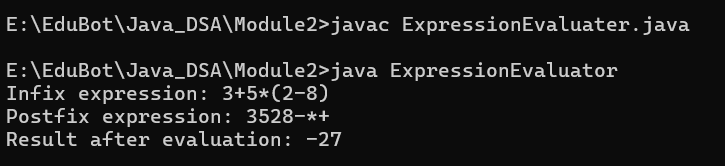 E:\EduBot\Java_DSA\Module2>javac ExpressionEvaluater.java
E:\EduBot\Java_DSA\Module2>java ExpressionEvaluator
Infix expression: 3+5*(2-8)
Postfix expression: 3528-*+
Result after evaluation: -27